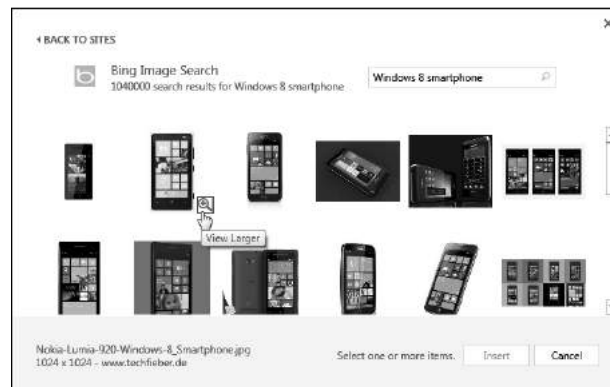 BACK TO SITES
Bing Image Search
1040000 search results for Windows 8 smartphone
Windows 8 smartphone
View Larger
Nokia-Lumia-920-Windows-8_Smartphone.jpg
1024 x 1024 - www.techfieber.de
Select one or more items.
Insert
Cancel